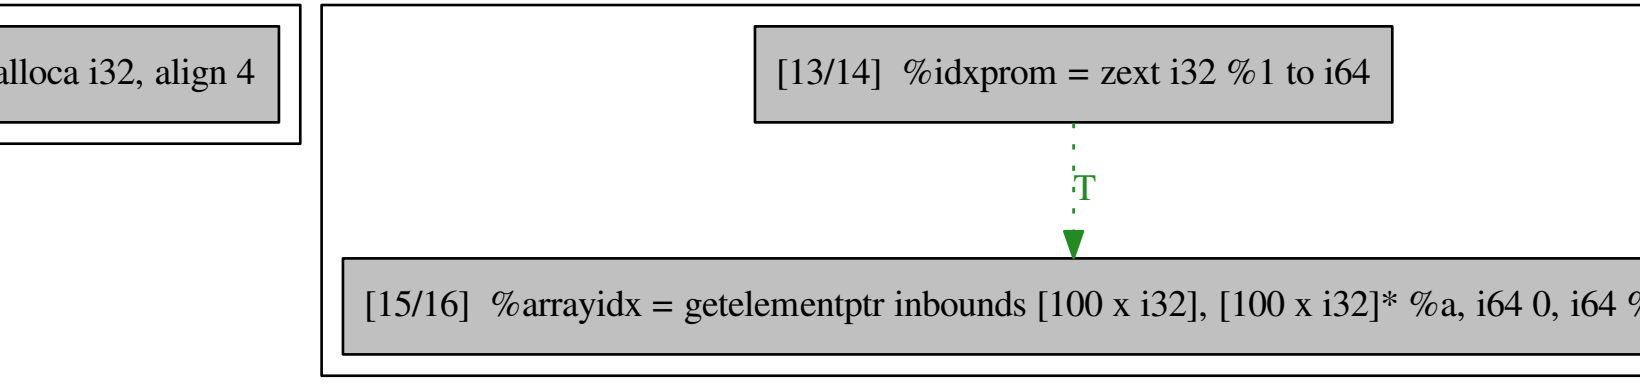 alloca i32, align 4
[13/14] %idxprom = zext i32 %1 to i64
T
[15/16] %arrayidx = getelementptr inbounds [100 x i32], [100 x i32]* %a, i64 0, i64 %